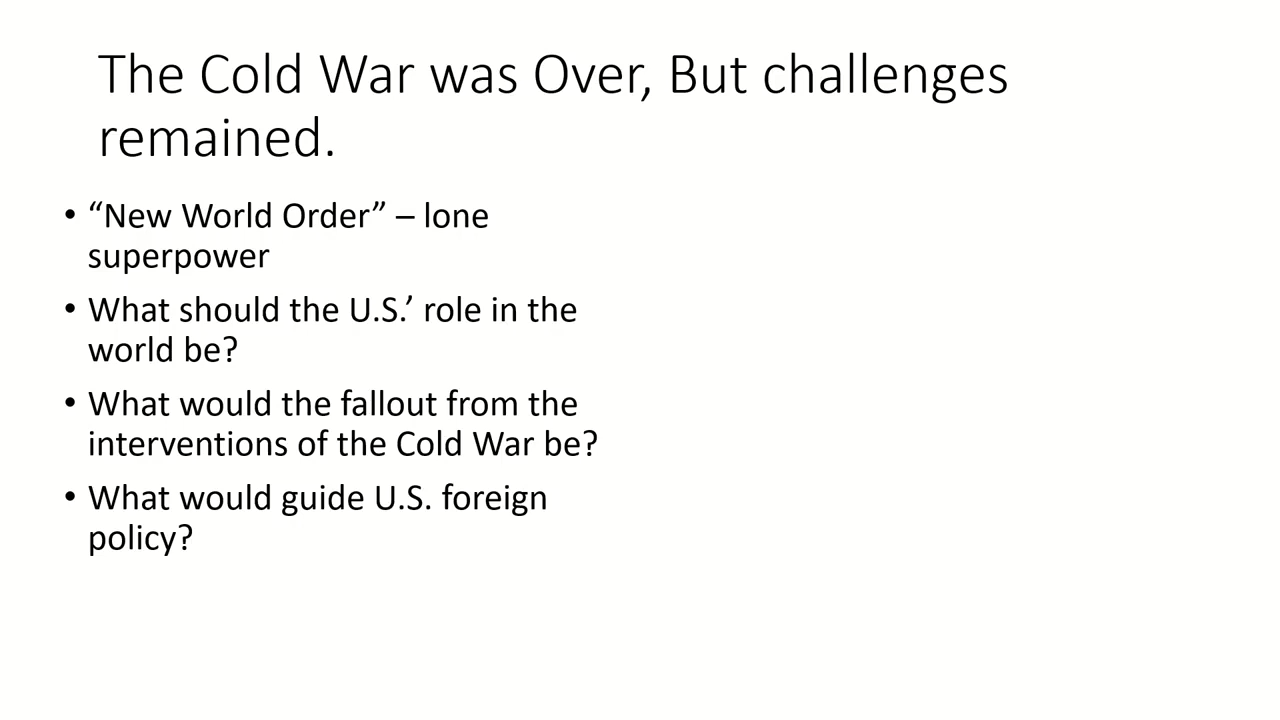 The Cold War was Over, But challenges
remained.
• “New World Order” – lone
superpower
• What should the U.S.’ role in the
world be?
• What would the fallout from the
interventions of the Cold War be?
• What would guide U.S. foreign
policy?